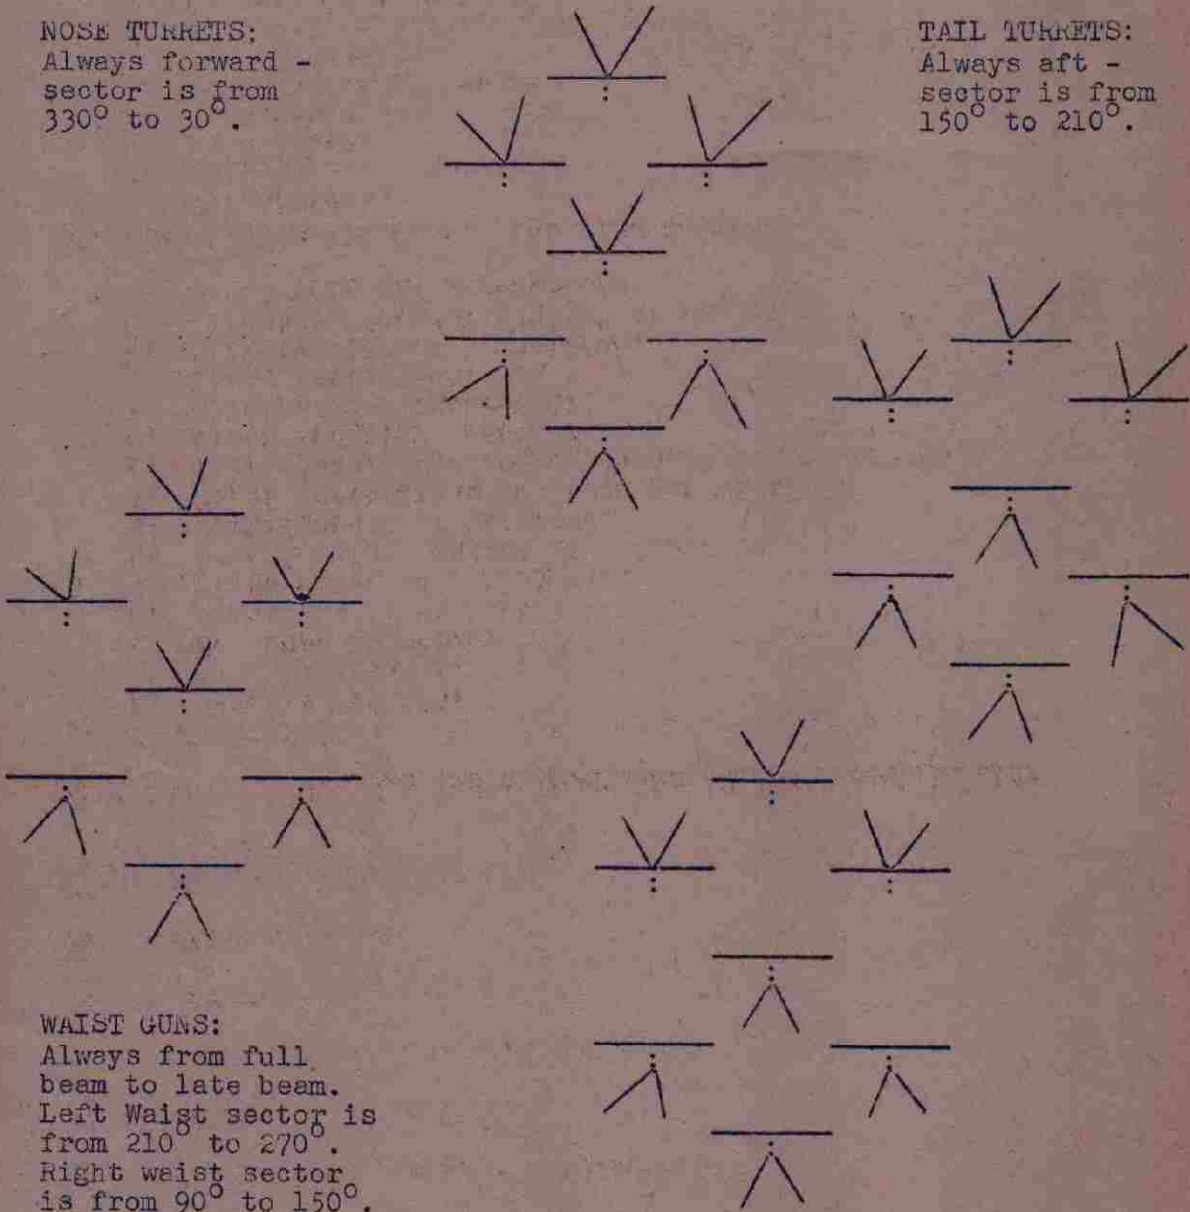 NOSE TURRETS:
Always forward -
sector is from
330° to 30°.
TAIL TURRETS:
Always aft -
sector is from
150° to 210°.
WAIST GUNS:
Always from full
beam to late beam.
Left Waist sector is
from 210° to 270°.
Right waist sector
is from 90° to 150°.